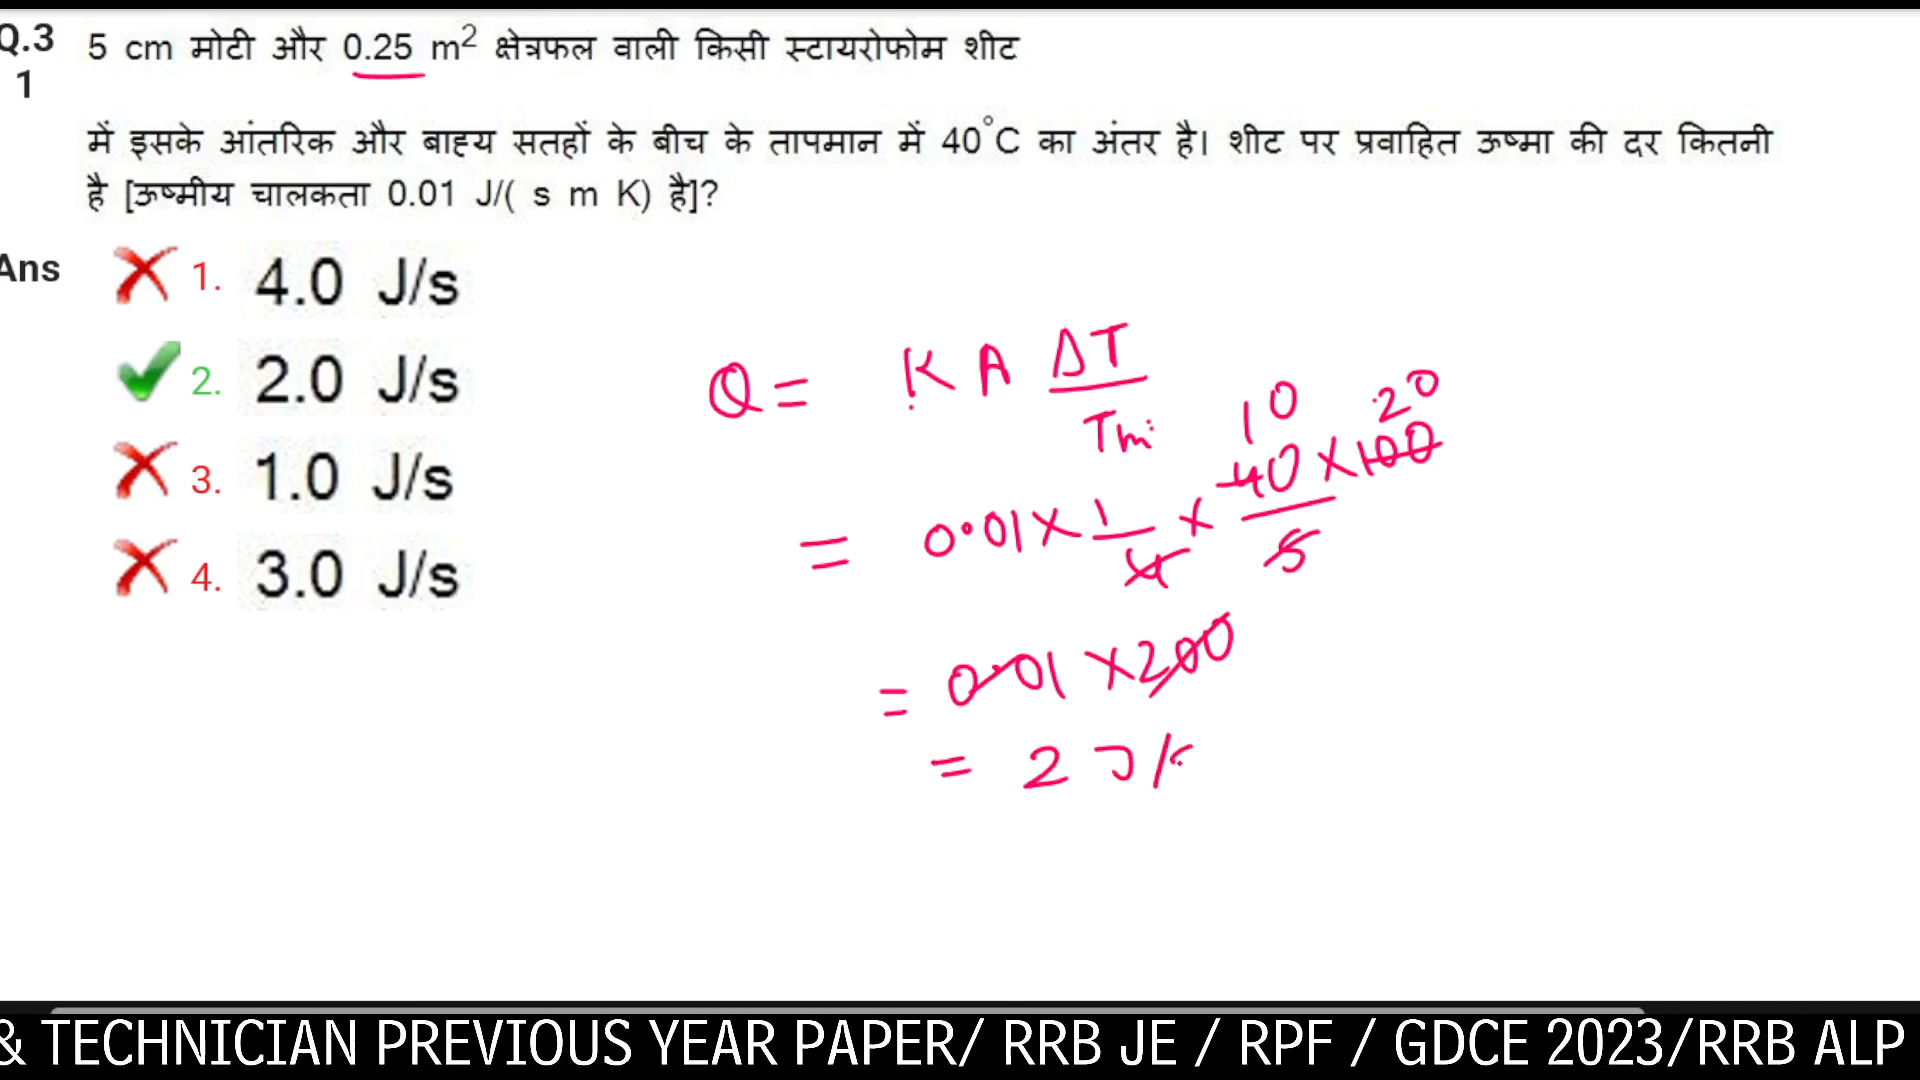 Q.3 5 cm मोटी और 0.25 m² क्षेत्रफल वाली किसी स्टायरोफोम शीट
1
में इसके आंतरिक और बाह्य सतहों के बीच के तापमान में 40°C का अंतर है। शीट पर प्रवाहित ऊष्मा की दर कितनी
है [ऊष्मीय चालकता 0.01 J/( s m K) है]?
Ans 1. 4.0 J/s
2. 2.0 J/s
3. 1.0 J/s
4. 3.0 J/s
Q = K A ΔT
Thi
10 20
= 0.01 × 1/4 × 40 × 100 / 5
= 0.01 × 200
= 2 J/
& TECHNICIAN PREVIOUS YEAR PAPER/ RRB JE / RPF / GDCE 2023/RRB ALP